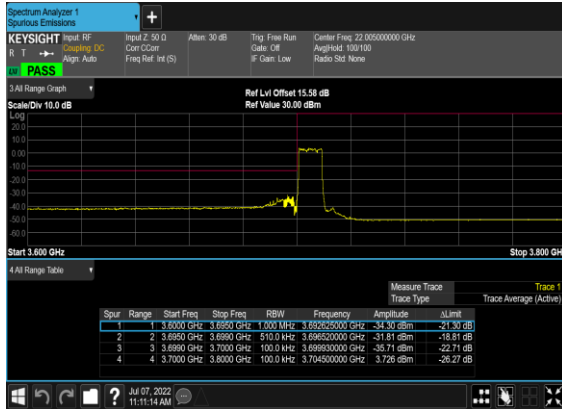 Spectrum Analyzer 1
Spurious Emissions
+
KEYSIGHT Input: RF Input Z: 50 Ω Atten: 30 dB Trig: Free Run Center Freq: 22.005000000 GHz
R T Coupling: DC Corr CCorr Gate: Off Avg|Hold: 100/100
Align: Auto Freq Ref: Int (S) IF Gain: Low Radio Std: None
LXI PASS
3 All Range Graph
Ref Lvl Offset 15.58 dB
Scale/Div 10.0 dB Ref Value 30.00 dBm
Log
20.0
10.0
0.00
-10.0
-20.0
-30.0
-40.0
-50.0
-60.0
Start 3.600 GHz Stop 3.800 GHz
4 All Range Table
Measure Trace Trace 1
Trace Type Trace Average (Active)
Spur Range Start Freq Stop Freq RBW Frequency Amplitude ΔLimit
1 1 3.6000 GHz 3.6950 GHz 1.000 MHz 3.692625000 GHz -34.30 dBm -21.30 dB
2 2 3.6950 GHz 3.6990 GHz 510.0 kHz 3.696520000 GHz -31.81 dBm -18.81 dB
3 3 3.6990 GHz 3.7000 GHz 100.0 kHz 3.699930000 GHz -35.71 dBm -22.71 dB
4 4 3.7000 GHz 3.8000 GHz 100.0 kHz 3.704500000 GHz 3.726 dBm -26.27 dB
? Jul 07, 2022
11:11:14 AM